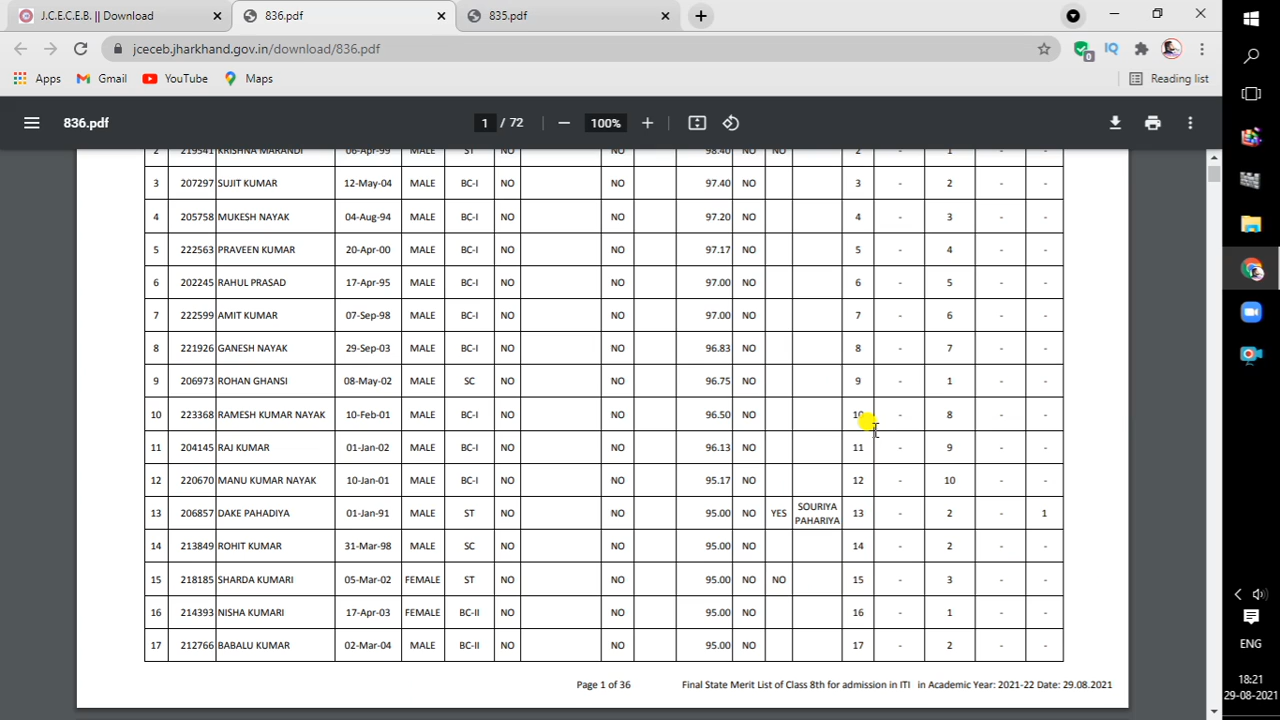 J.C.E.C.E.B. || Download
836.pdf
835.pdf
jceceb.jharkhand.gov.in/download/836.pdf
0
IQ
Apps Gmail YouTube Maps Reading list
836.pdf 1 / 72 100%
2 219541 KRISHNA MARANDI 06-Apr-99 MALE ST NO NO 98.40 NO NO 2 - 1 - -
3 207297 SUJIT KUMAR 12-May-04 MALE BC-I NO NO 97.40 NO 3 - 2 - -
4 205758 MUKESH NAYAK 04-Aug-94 MALE BC-I NO NO 97.20 NO 4 - 3 - -
5 222563 PRAVEEN KUMAR 20-Apr-00 MALE BC-I NO NO 97.17 NO 5 - 4 - -
6 202245 RAHUL PRASAD 17-Apr-95 MALE BC-I NO NO 97.00 NO 6 - 5 - -
7 222599 AMIT KUMAR 07-Sep-98 MALE BC-I NO NO 97.00 NO 7 - 6 - -
8 221926 GANESH NAYAK 29-Sep-03 MALE BC-I NO NO 96.83 NO 8 - 7 - -
9 206973 ROHAN GHANSI 08-May-02 MALE SC NO NO 96.75 NO 9 - 1 - -
10 223368 RAMESH KUMAR NAYAK 10-Feb-01 MALE BC-I NO NO 96.50 NO 10 - 8 - -
11 204145 RAJ KUMAR 01-Jan-02 MALE BC-I NO NO 96.13 NO 11 - 9 - -
12 220670 MANU KUMAR NAYAK 10-Jan-01 MALE BC-I NO NO 95.17 NO 12 - 10 - -
13 206857 DAKE PAHADIYA 01-Jan-91 MALE ST NO NO 95.00 NO YES SOURIYA PAHARIYA 13 - 2 - 1
14 213849 ROHIT KUMAR 31-Mar-98 MALE SC NO NO 95.00 NO 14 - 2 - -
15 218185 SHARDA KUMARI 05-Mar-02 FEMALE ST NO NO 95.00 NO NO 15 - 3 - -
16 214393 NISHA KUMARI 17-Apr-03 FEMALE BC-II NO NO 95.00 NO 16 - 1 - -
17 212766 BABALU KUMAR 02-Mar-04 MALE BC-II NO NO 95.00 NO 17 - 2 - -
Page 1 of 36 Final State Merit List of Class 8th for admission in ITI in Academic Year: 2021-22 Date: 29.08.2021
ENG
18:21
29-08-2021